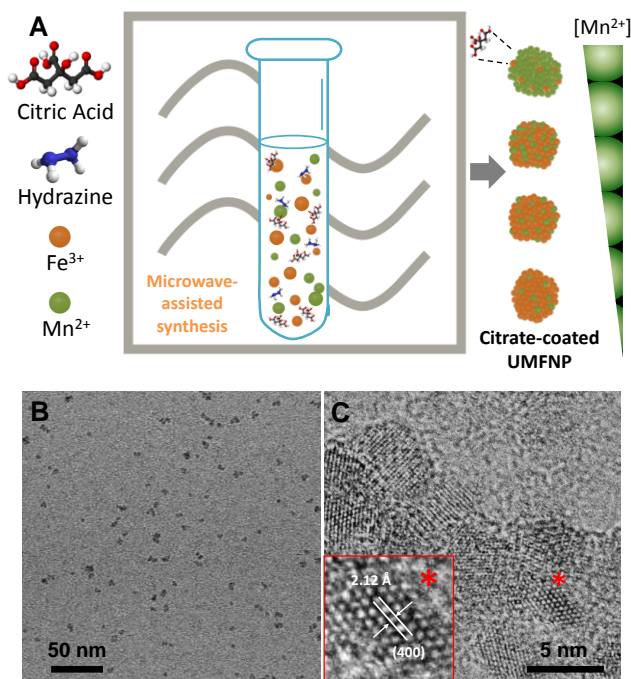 A
Citric Acid
Hydrazine
Fe³⁺
Mn²⁺
Microwave-
assisted
synthesis
[Mn²⁺]
Citrate-coated
UMFNP
B
50 nm
C
2.12 Å
(400)
*
*
5 nm